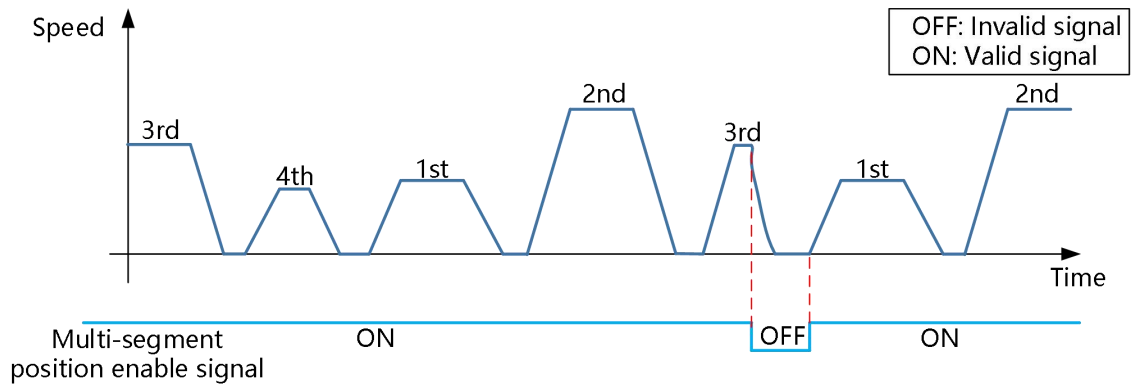 Speed
OFF: Invalid signal
ON: Valid signal
3rd
4th
1st
2nd
3rd
1st
2nd
Time
Multi-segment
position enable signal
ON
OFF
ON